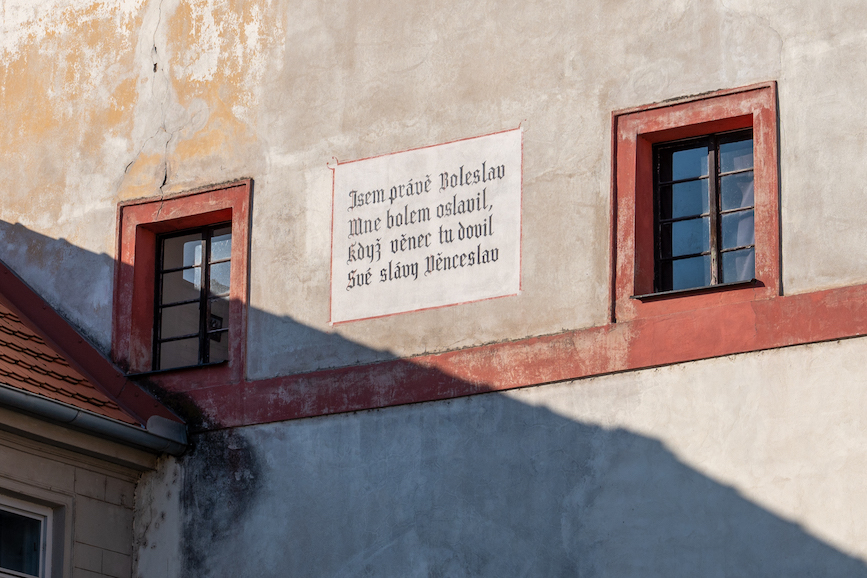 Jsem právě Boleslav
Mne bolem oslavil,
Když věnec tu dovil
Své slávy Věnceslav